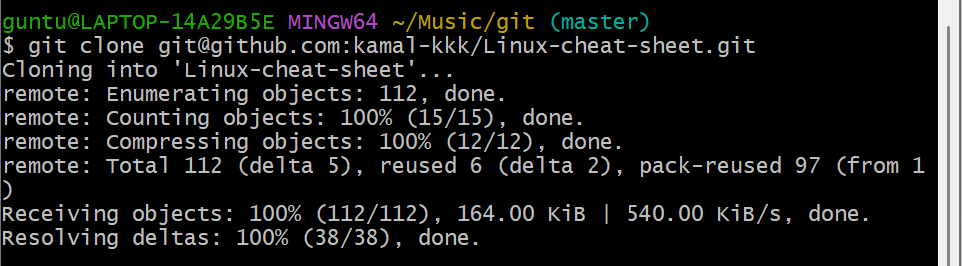 guntu@LAPTOP-14A29B5E MINGW64 ~/Music/git (master)
$ git clone git@github.com:kamal-kkk/Linux-cheat-sheet.git
Cloning into 'Linux-cheat-sheet'...
remote: Enumerating objects: 112, done.
remote: Counting objects: 100% (15/15), done.
remote: Compressing objects: 100% (12/12), done.
remote: Total 112 (delta 5), reused 6 (delta 2), pack-reused 97 (from 1
)
Receiving objects: 100% (112/112), 164.00 KiB | 540.00 KiB/s, done.
Resolving deltas: 100% (38/38), done.